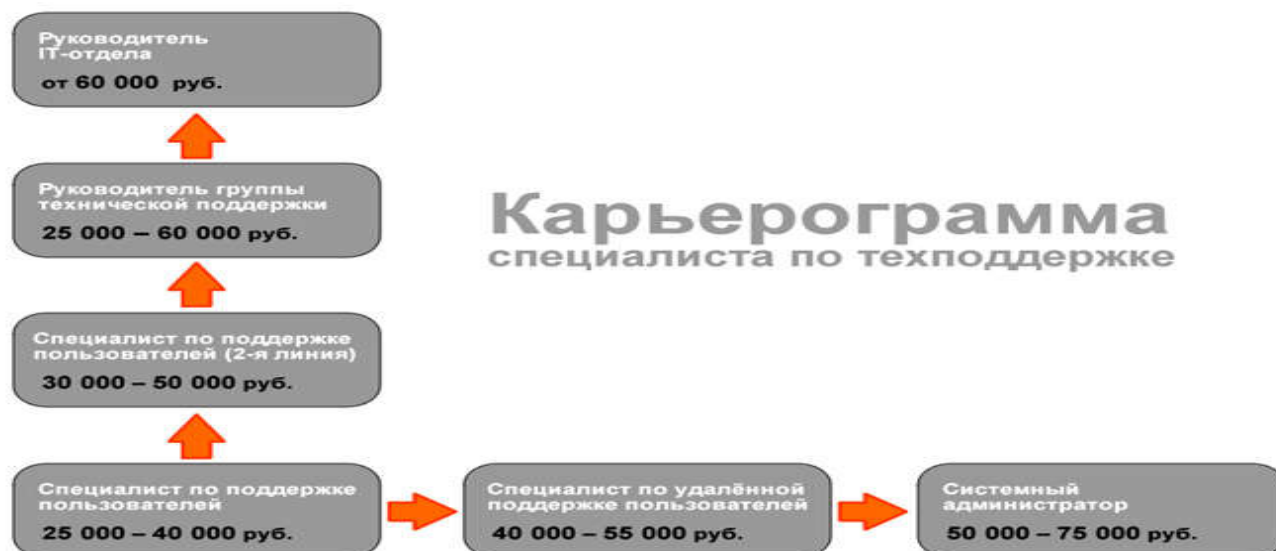 Руководитель
IT-отдела
от 60 000 руб.
Руководитель группы
технической поддержки
25 000 – 60 000 руб.
Карьерограмма
специалиста по техподдержке
Специалист по поддержке
пользователей (2-я линия)
30 000 – 50 000 руб.
Специалист по поддержке
пользователей
25 000 – 40 000 руб.
Специалист по удалённой
поддержке пользователей
40 000 – 55 000 руб.
Системный
администратор
50 000 – 75 000 руб.